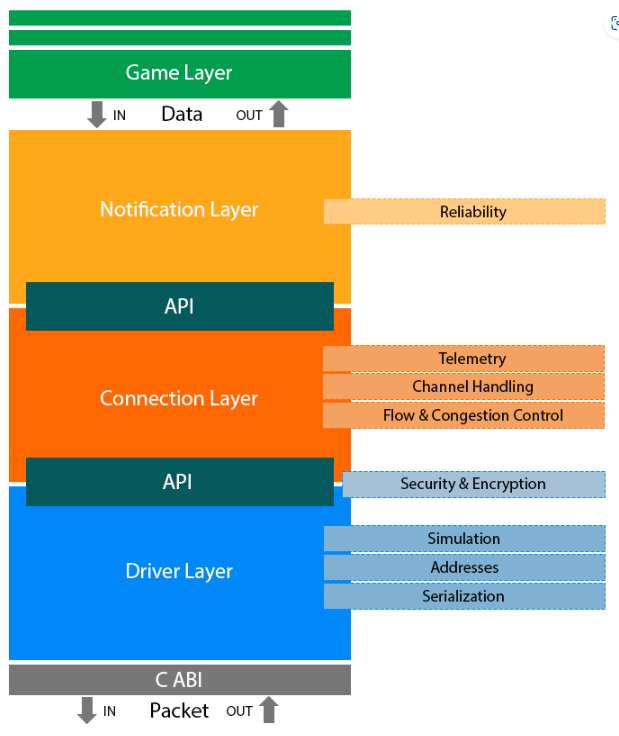 Game Layer
IN Data OUT
Notification Layer
Reliability
API
Telemetry
Channel Handling
Connection Layer
Flow & Congestion Control
API
Security & Encryption
Simulation
Addresses
Driver Layer
Serialization
C ABI
IN Packet OUT